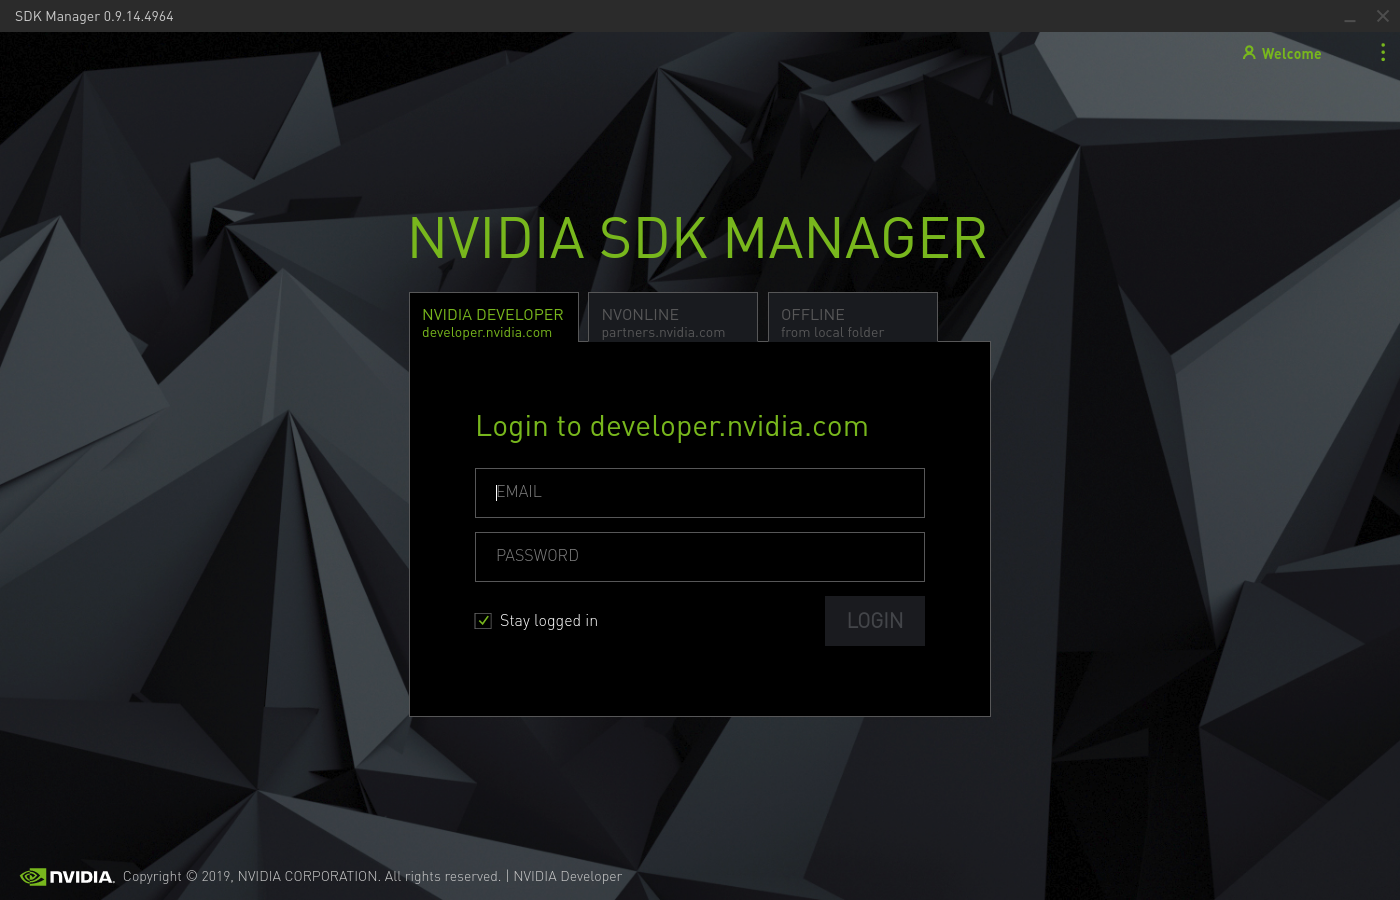 SDK Manager 0.9.14.4964
Welcome
NVIDIA SDK MANAGER
NVIDIA DEVELOPER
developer.nvidia.com
NVONLINE
partners.nvidia.com
OFFLINE
from local folder
Login to developer.nvidia.com
EMAIL
PASSWORD
Stay logged in
LOGIN
NVIDIA. Copyright © 2019, NVIDIA CORPORATION. All rights reserved. | NVIDIA Developer